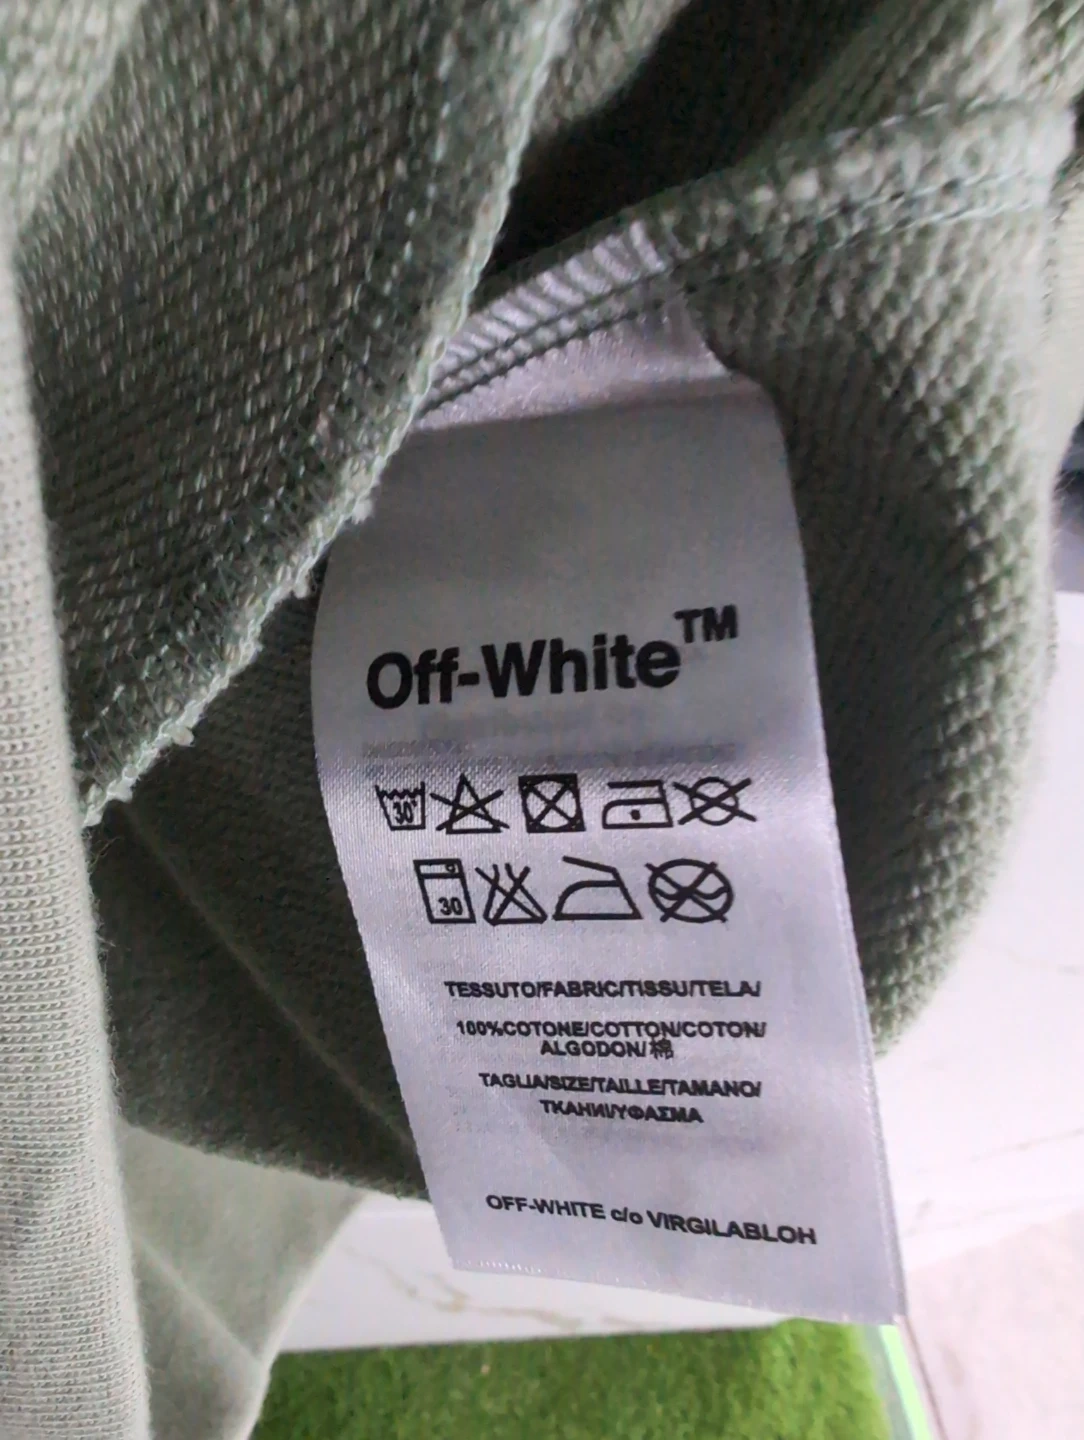 Off-White™
30°
30
TESSUTO/FABRIC/TISSU/TELA/
100%COTONE/COTTON/COTON/
ALGODON/棉
TAGLIA/SIZE/TAILLE/TAMANO/
ТКАНИ/ΥΦΑΣΜΑ
OFF-WHITE c/o VIRGILABLOH